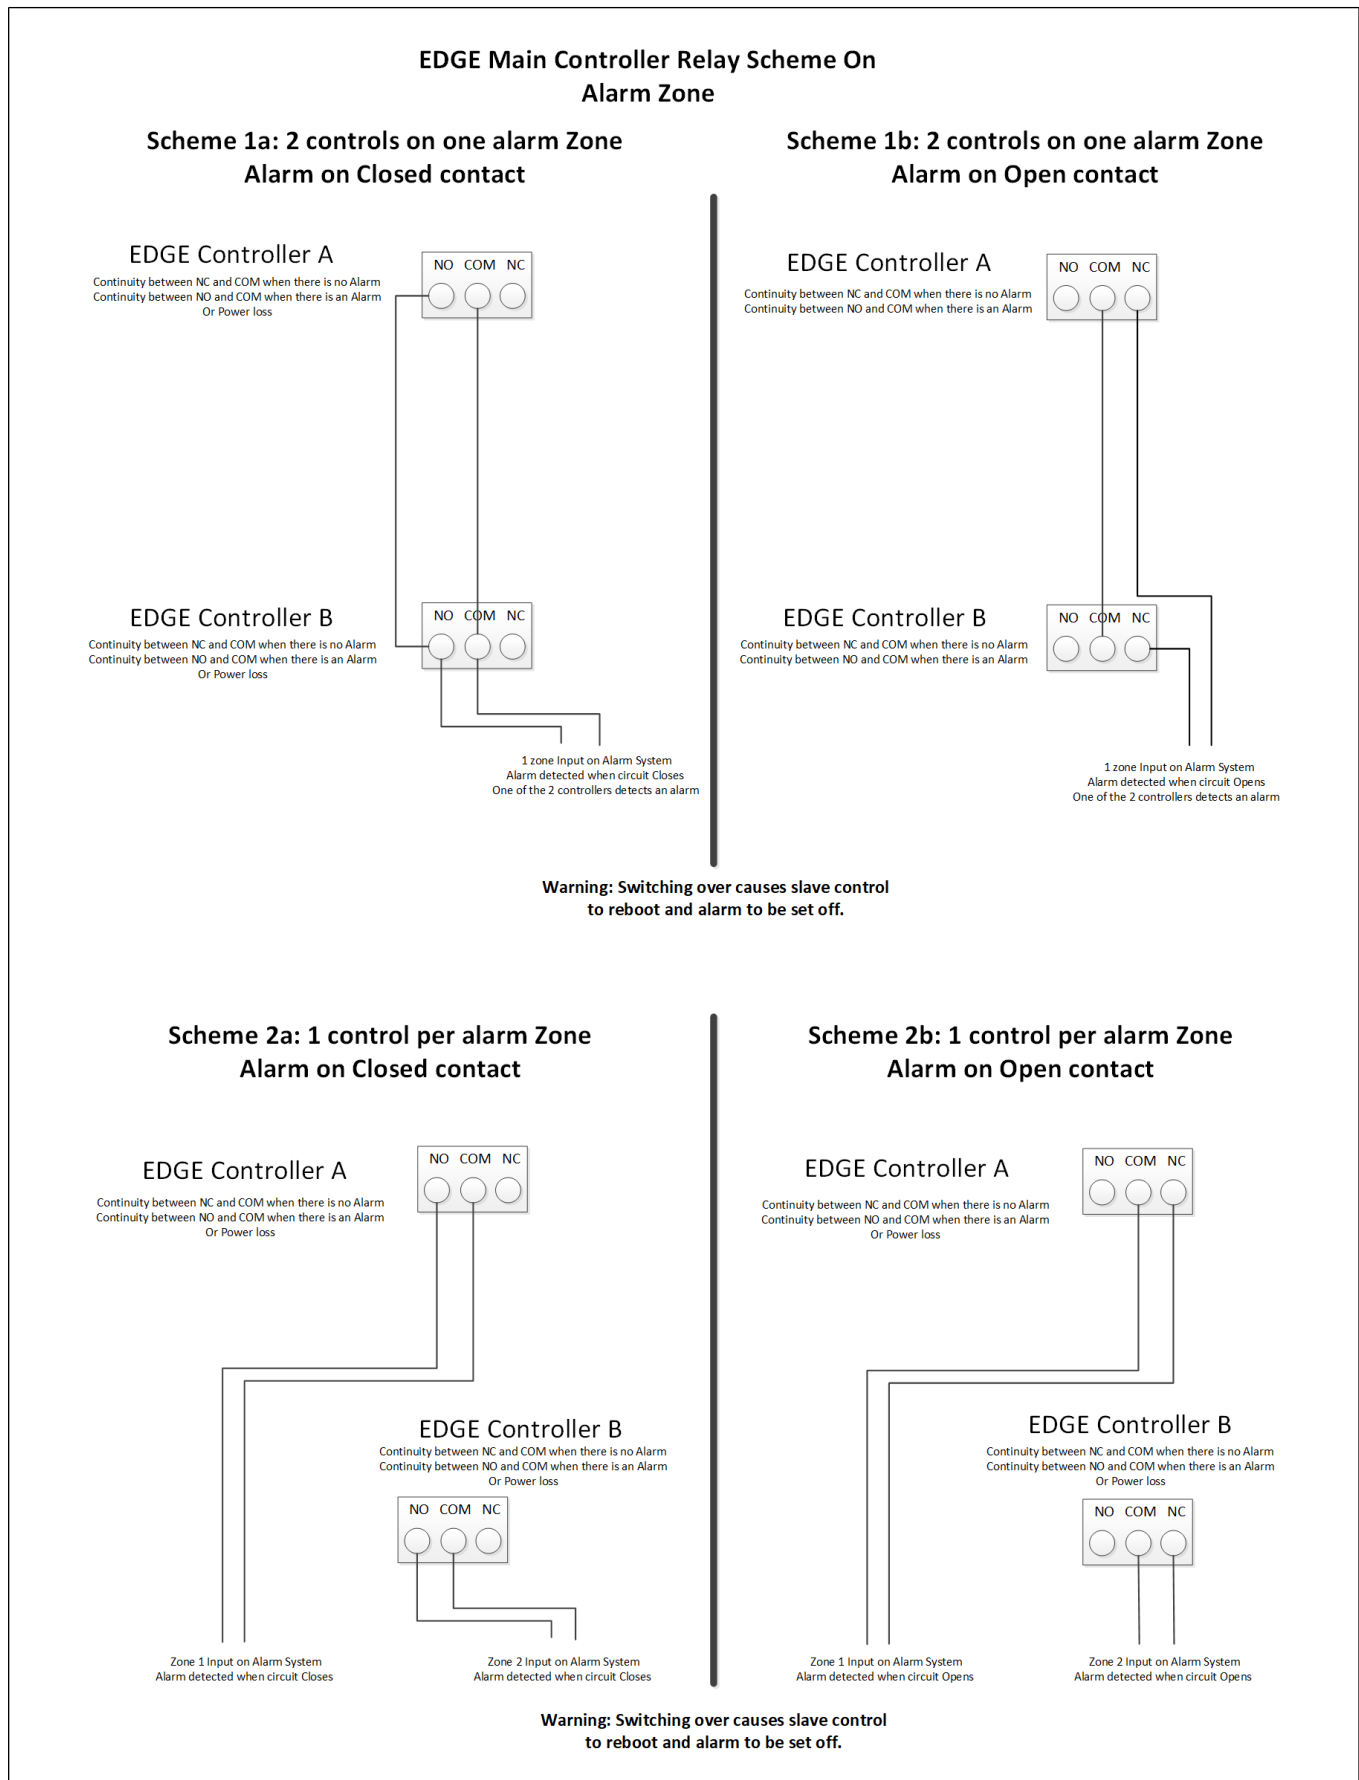 EDGE Main Controller Relay Scheme On
Alarm Zone
Scheme 1a: 2 controls on one alarm Zone
Alarm on Closed contact
EDGE Controller A
Continuity between NC and COM when there is no Alarm
Continuity between NO and COM when there is an Alarm
Or Power loss
NO COM NC
EDGE Controller B
Continuity between NC and COM when there is no Alarm
Continuity between NO and COM when there is an Alarm
Or Power loss
NO COM NC
1 zone Input on Alarm System
Alarm detected when circuit Closes
One of the 2 controllers detects an alarm
Scheme 1b: 2 controls on one alarm Zone
Alarm on Open contact
EDGE Controller A
Continuity between NC and COM when there is no Alarm
Continuity between NO and COM when there is an Alarm
NO COM NC
EDGE Controller B
Continuity between NC and COM when there is no Alarm
Continuity between NO and COM when there is an Alarm
NO COM NC
1 zone Input on Alarm System
Alarm detected when circuit Opens
One of the 2 controllers detects an alarm
Warning: Switching over causes slave control
to reboot and alarm to be set off.
Scheme 2a: 1 control per alarm Zone
Alarm on Closed contact
EDGE Controller A
Continuity between NC and COM when there is no Alarm
Continuity between NO and COM when there is an Alarm
Or Power loss
NO COM NC
EDGE Controller B
Continuity between NC and COM when there is no Alarm
Continuity between NO and COM when there is an Alarm
Or Power loss
NO COM NC
Zone 1 Input on Alarm System
Alarm detected when circuit Closes
Zone 2 Input on Alarm System
Alarm detected when circuit Closes
Scheme 2b: 1 control per alarm Zone
Alarm on Open contact
EDGE Controller A
Continuity between NC and COM when there is no Alarm
Continuity between NO and COM when there is an Alarm
Or Power loss
NO COM NC
EDGE Controller B
Continuity between NC and COM when there is no Alarm
Continuity between NO and COM when there is an Alarm
Or Power loss
NO COM NC
Zone 1 Input on Alarm System
Alarm detected when circuit Opens
Zone 2 Input on Alarm System
Alarm detected when circuit Opens
Warning: Switching over causes slave control
to reboot and alarm to be set off.